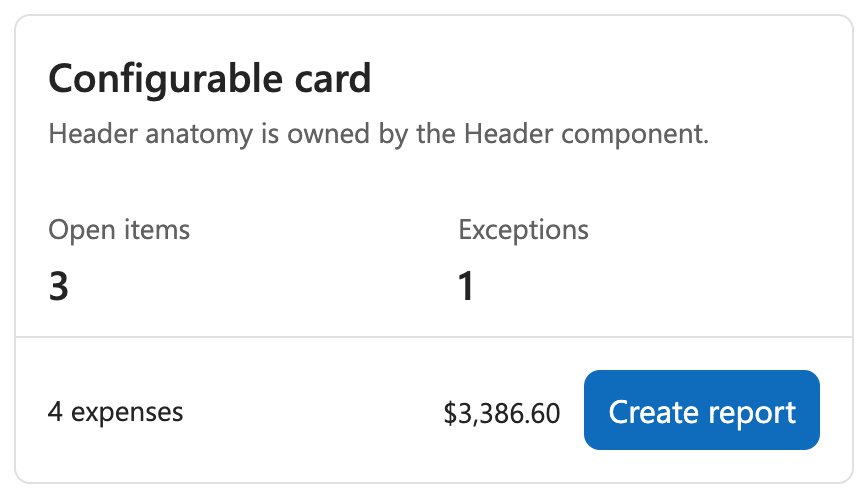 Configurable card
Header anatomy is owned by the Header component.
Open items
Exceptions
3
1
4 expenses
$3,386.60
Create report